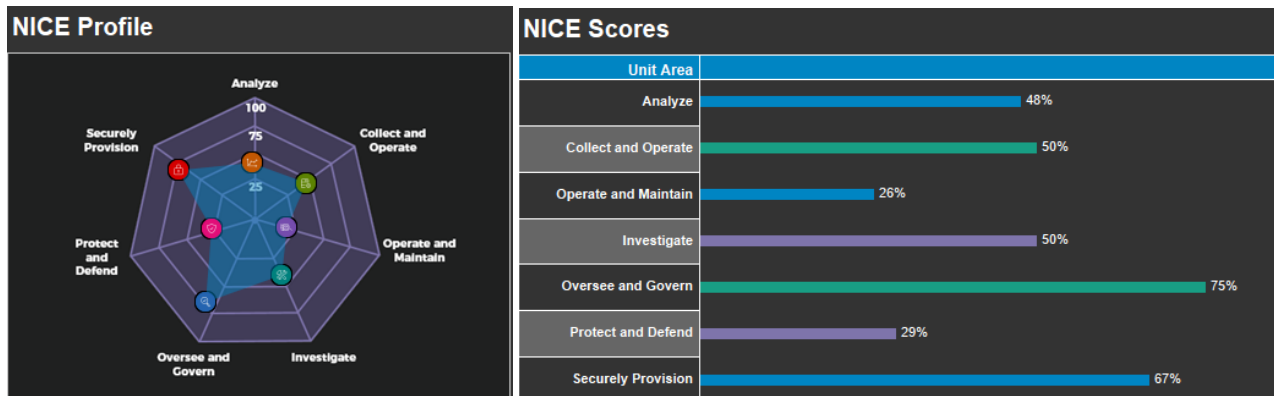 NICE Profile
Analyze
100
75
25
Securely
Provision
Collect and
Operate
Protect
and
Defend
Operate and
Maintain
Oversee and
Govern
Investigate
NICE Scores
Unit Area
Analyze 48%
Collect and Operate 50%
Operate and Maintain 26%
Investigate 50%
Oversee and Govern 75%
Protect and Defend 29%
Securely Provision 67%